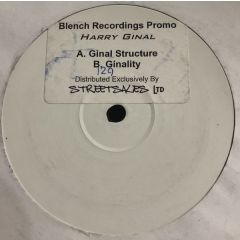 Blench Recordings Promo
HARRY GINAL
A. Ginal Structure
B. Ginality
129
Distributed Exclusively By
STREETSALES LTD